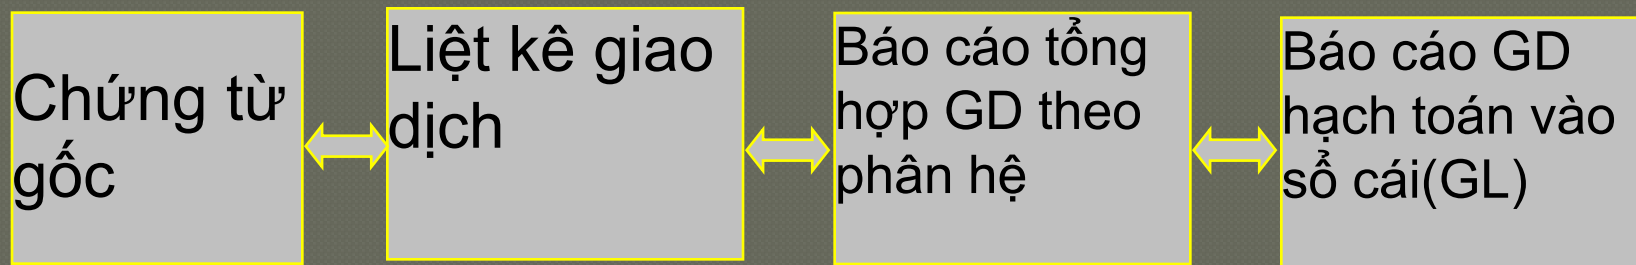 Chứng từ
gốc
Liệt kê giao
dịch
Báo cáo tổng
hợp GD theo
phân hệ
Báo cáo GD
hạch toán vào
sổ cái(GL)